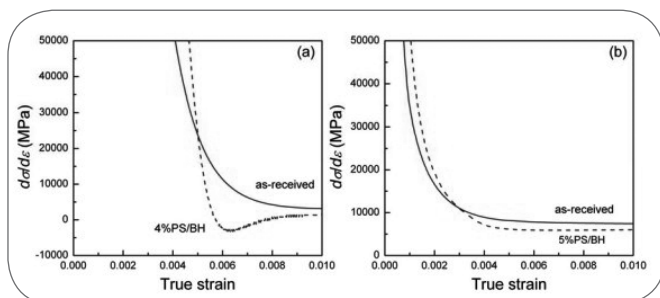 (a)
50000
40000
30000
20000
10000
0
-10000
dσ/dε (MPa)
as-received
4%PS/BH
0.000 0.002 0.004 0.006 0.008 0.010
True strain
(b)
50000
40000
30000
20000
10000
0
dσ/dε (MPa)
as-received
5%PS/BH
0.000 0.002 0.004 0.006 0.008 0.010
True strain